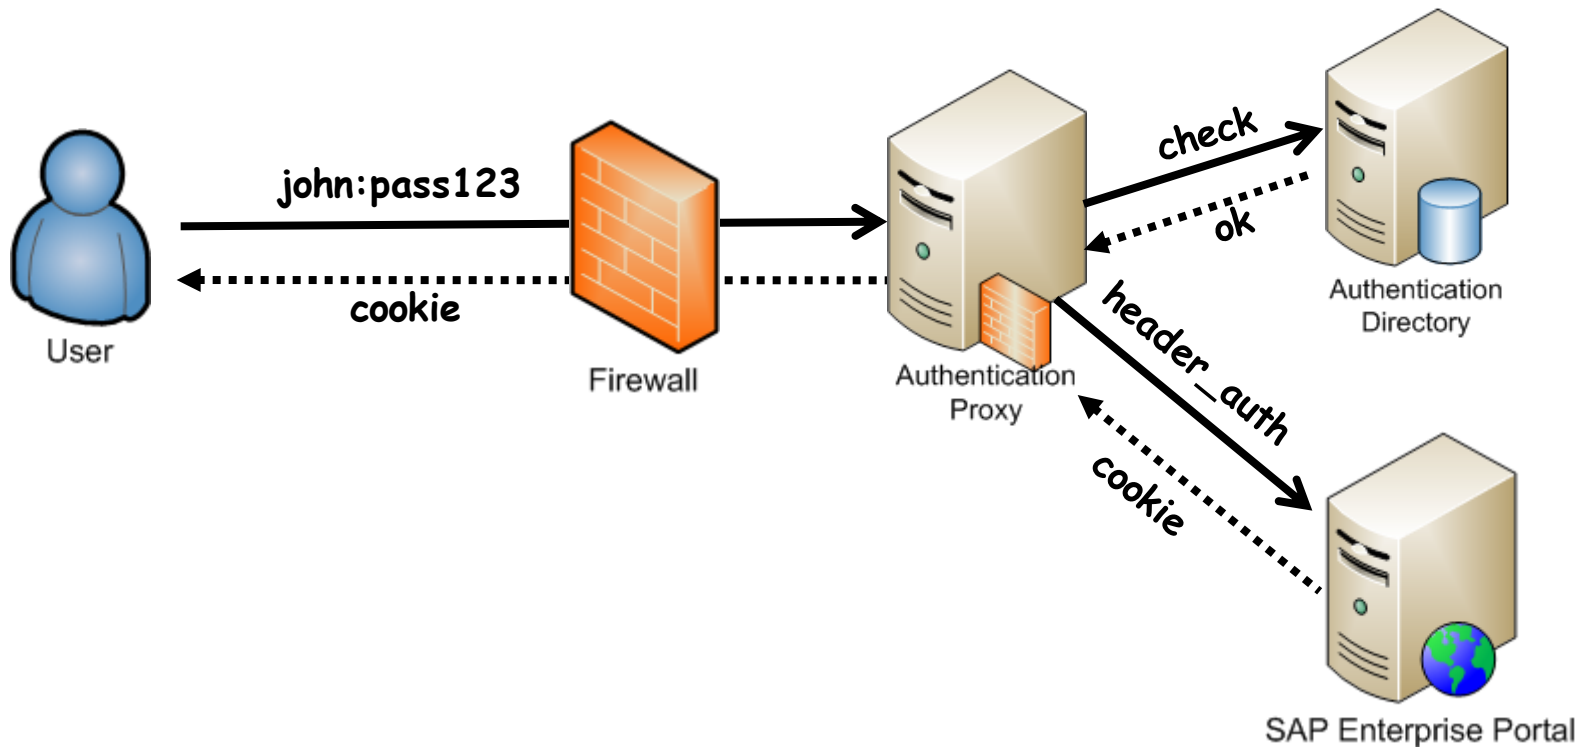 john:pass123
cookie
User
Firewall
Authentication
Proxy
check
ok
Authentication
Directory
header_auth
cookie
SAP Enterprise Portal